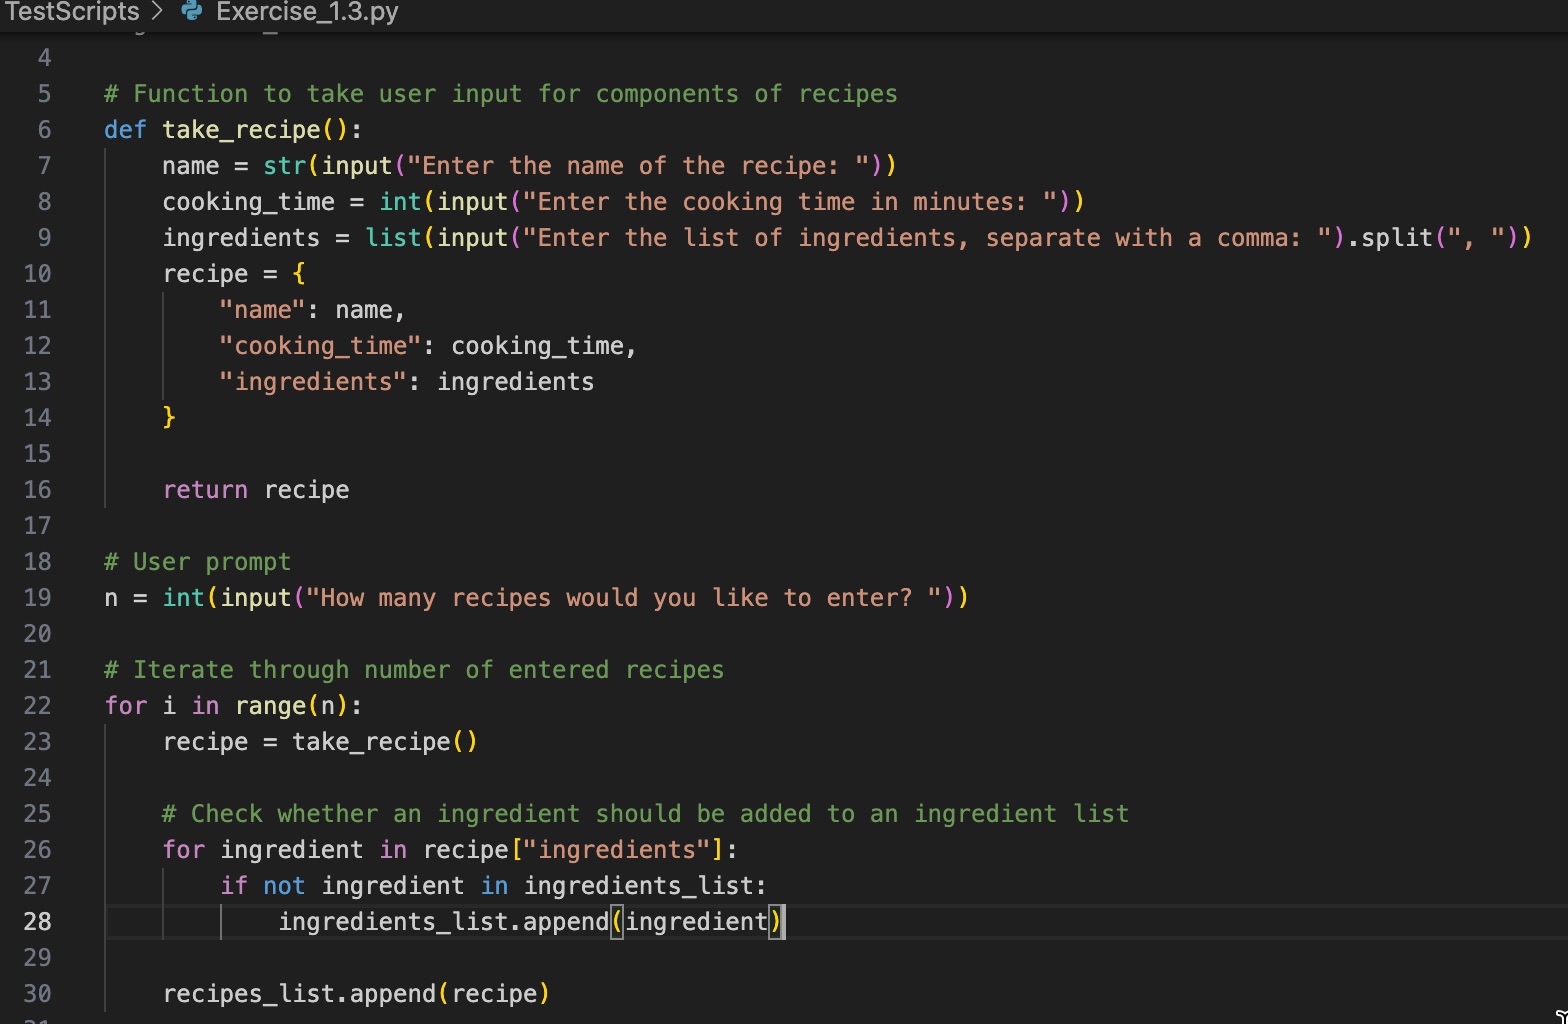 TestScripts > Exercise_1.3.py
4
5 # Function to take user input for components of recipes
6 def take_recipe():
7     name = str(input("Enter the name of the recipe: "))
8     cooking_time = int(input("Enter the cooking time in minutes: "))
9     ingredients = list(input("Enter the list of ingredients, separate with a comma: ").split(", "))
10     recipe = {
11         "name": name,
12         "cooking_time": cooking_time,
13         "ingredients": ingredients
14     }
15
16     return recipe
17
18 # User prompt
19 n = int(input("How many recipes would you like to enter? "))
20
21 # Iterate through number of entered recipes
22 for i in range(n):
23     recipe = take_recipe()
24
25     # Check whether an ingredient should be added to an ingredient list
26     for ingredient in recipe["ingredients"]:
27         if not ingredient in ingredients_list:
28             ingredients_list.append(ingredient)
29
30     recipes_list.append(recipe)